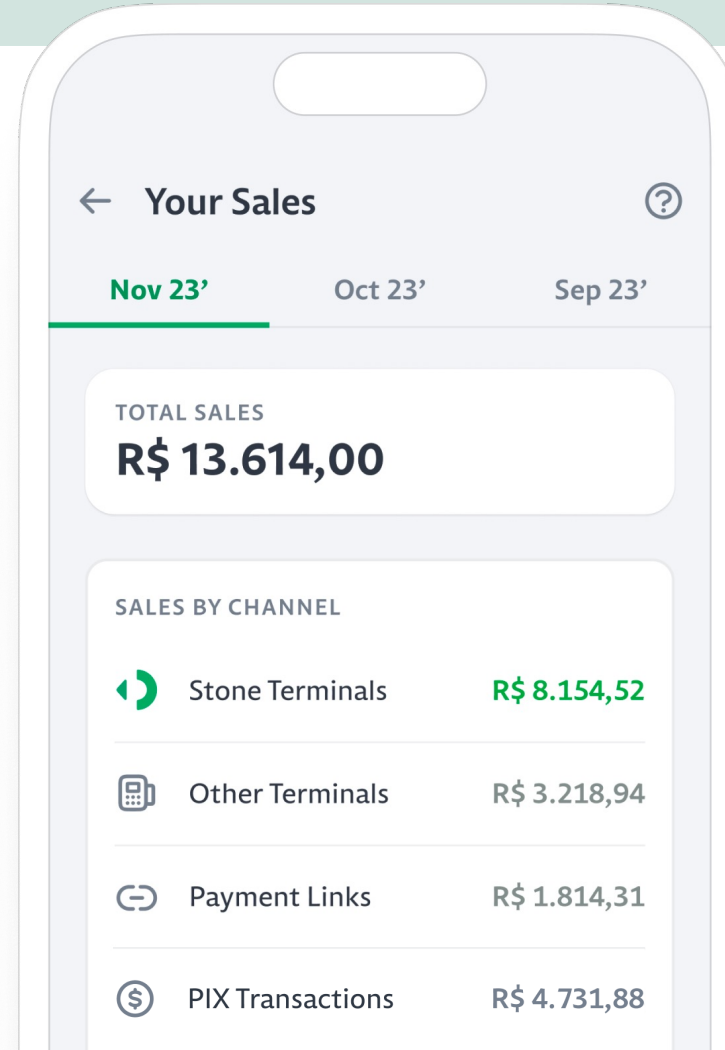 Your Sales
Nov 23’ Oct 23’ Sep 23’
TOTAL SALES
R$ 13.614,00
SALES BY CHANNEL
Stone Terminals R$ 8.154,52
Other Terminals R$ 3.218,94
Payment Links R$ 1.814,31
PIX Transactions R$ 4.731,88